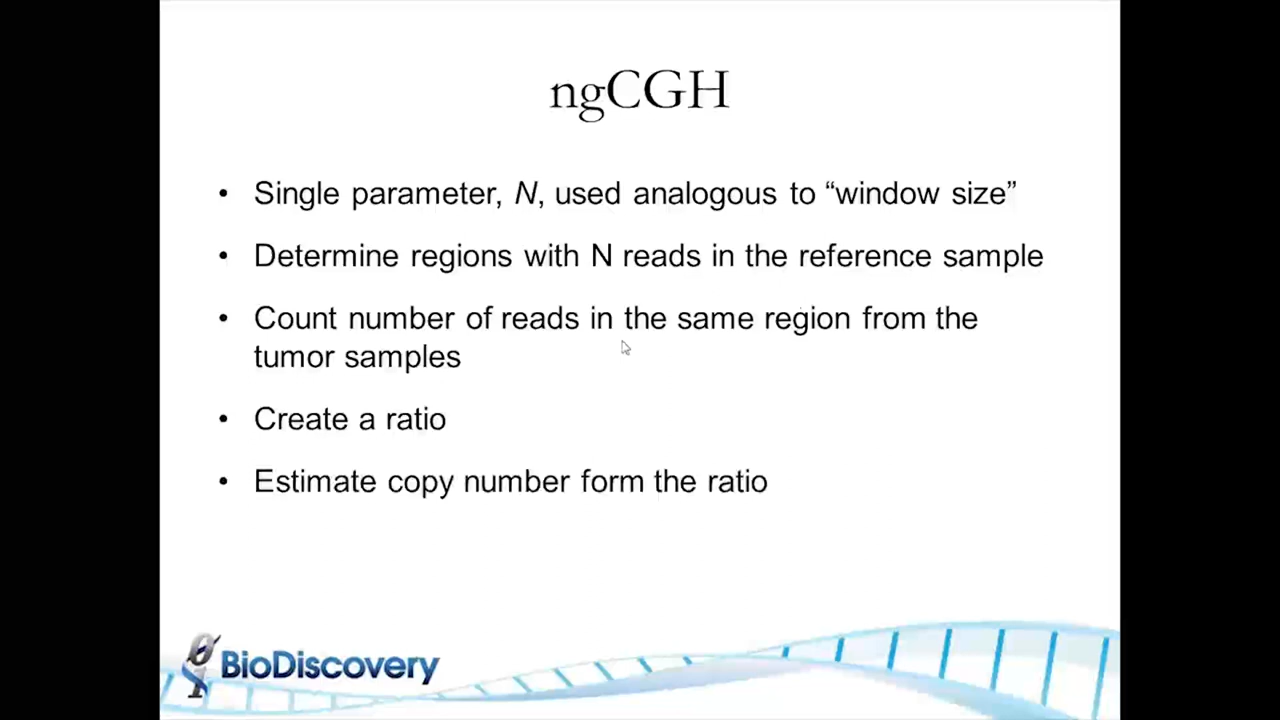 ngCGH
• Single parameter, N, used analogous to “window size”
• Determine regions with N reads in the reference sample
• Count number of reads in the same region from the
tumor samples
• Create a ratio
• Estimate copy number form the ratio
BioDiscovery